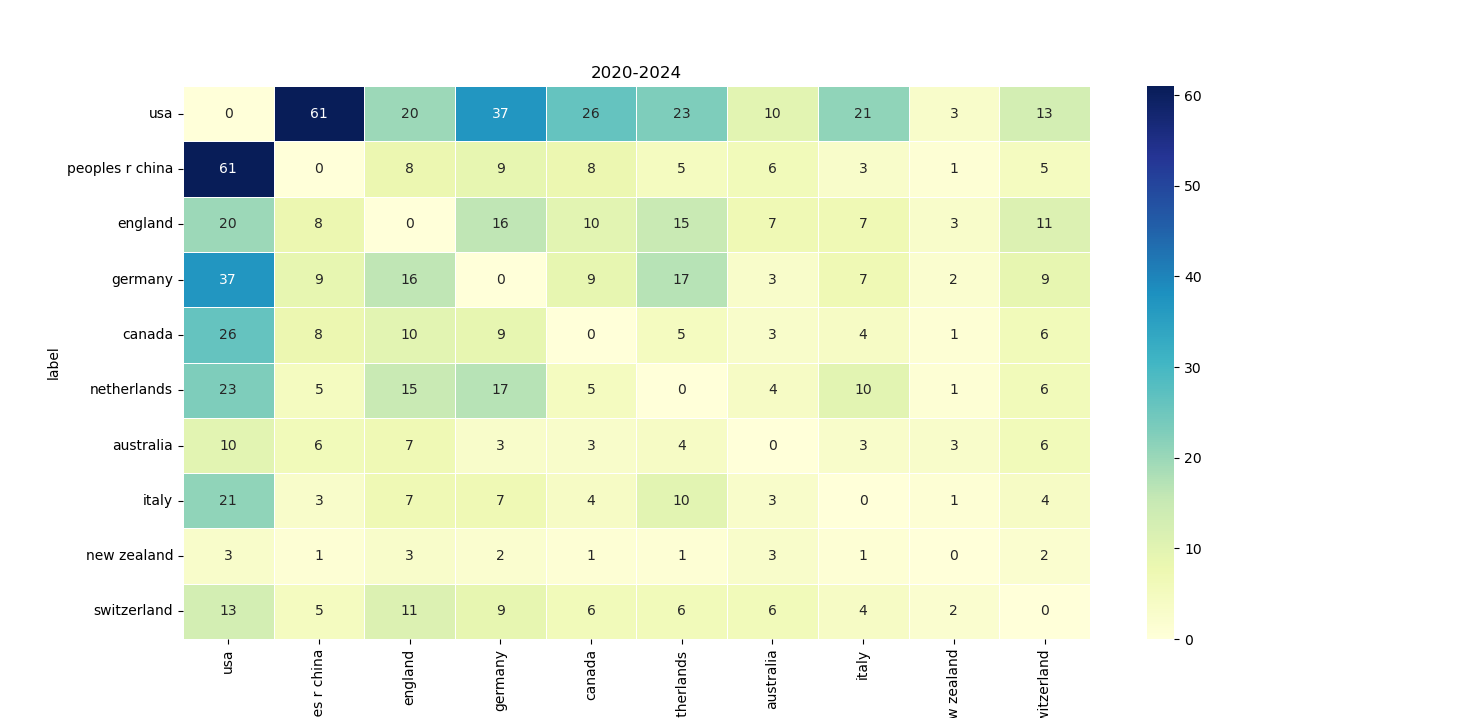 2020-2024
usa 0 61 20 37 26 23 10 21 3 13
peoples r china 61 0 8 9 8 5 6 3 1 5
england 20 8 0 16 10 15 7 7 3 11
germany 37 9 16 0 9 17 3 7 2 9
canada 26 8 10 9 0 5 3 4 1 6
netherlands 23 5 15 17 5 0 4 10 1 6
australia 10 6 7 3 3 4 0 3 3 6
italy 21 3 7 7 4 10 3 0 1 4
new zealand 3 1 3 2 1 1 3 1 0 2
switzerland 13 5 11 9 6 6 6 4 2 0
label
usa
es r china
england
germany
canada
therlands
australia
italy
w zealand
witzerland
60
50
40
30
20
10
0